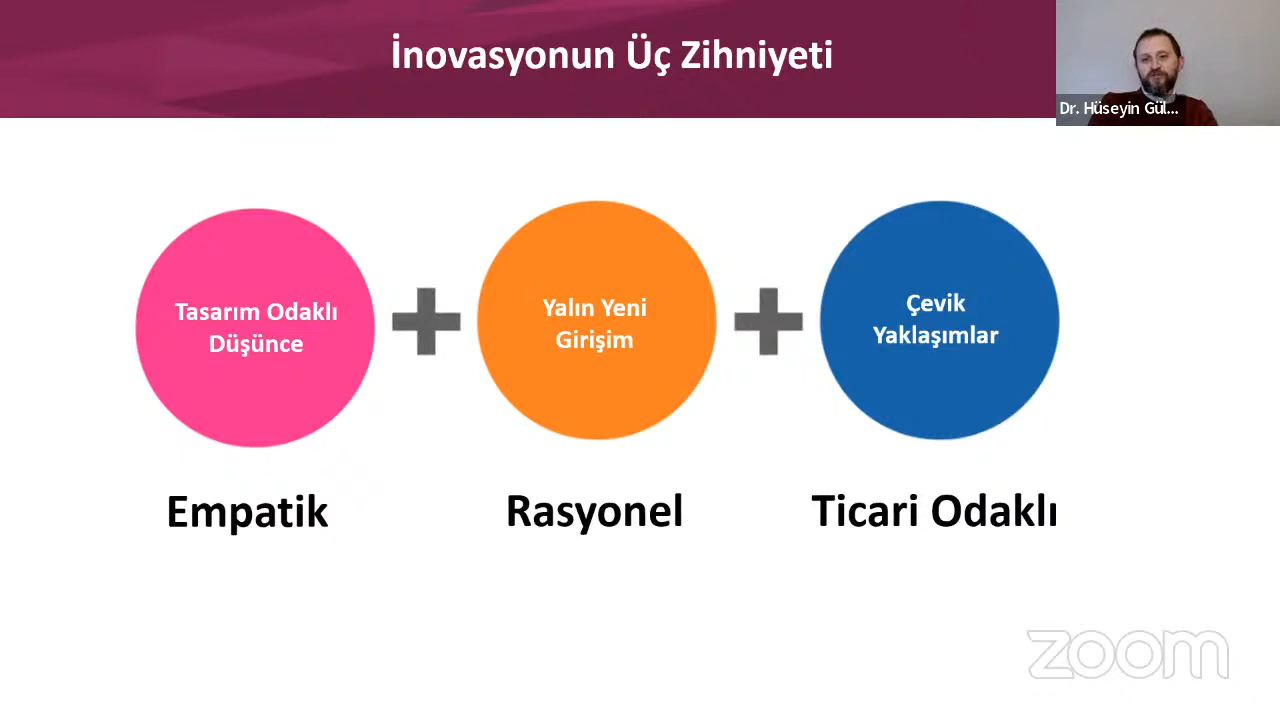 İnovasyonun Üç Zihniyeti
Dr. Hüseyin Gül...
Tasarım Odaklı
Düşünce
Yalın Yeni
Girişim
Çevik
Yaklaşımlar
Empatik
Rasyonel
Ticari Odaklı
zoom